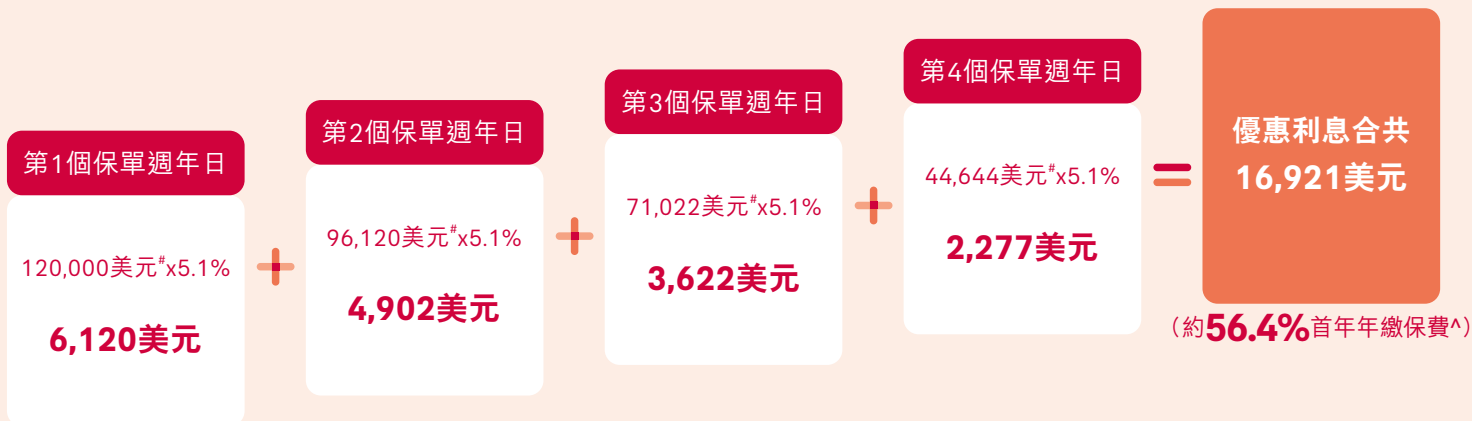 第1個保單週年日
120,000美元#x5.1%
6,120美元
第2個保單週年日
96,120美元#x5.1%
4,902美元
第3個保單週年日
71,022美元#x5.1%
3,622美元
第4個保單週年日
44,644美元#x5.1%
2,277美元
優惠利息合共
16,921美元
(約56.4%首年年繳保費^)